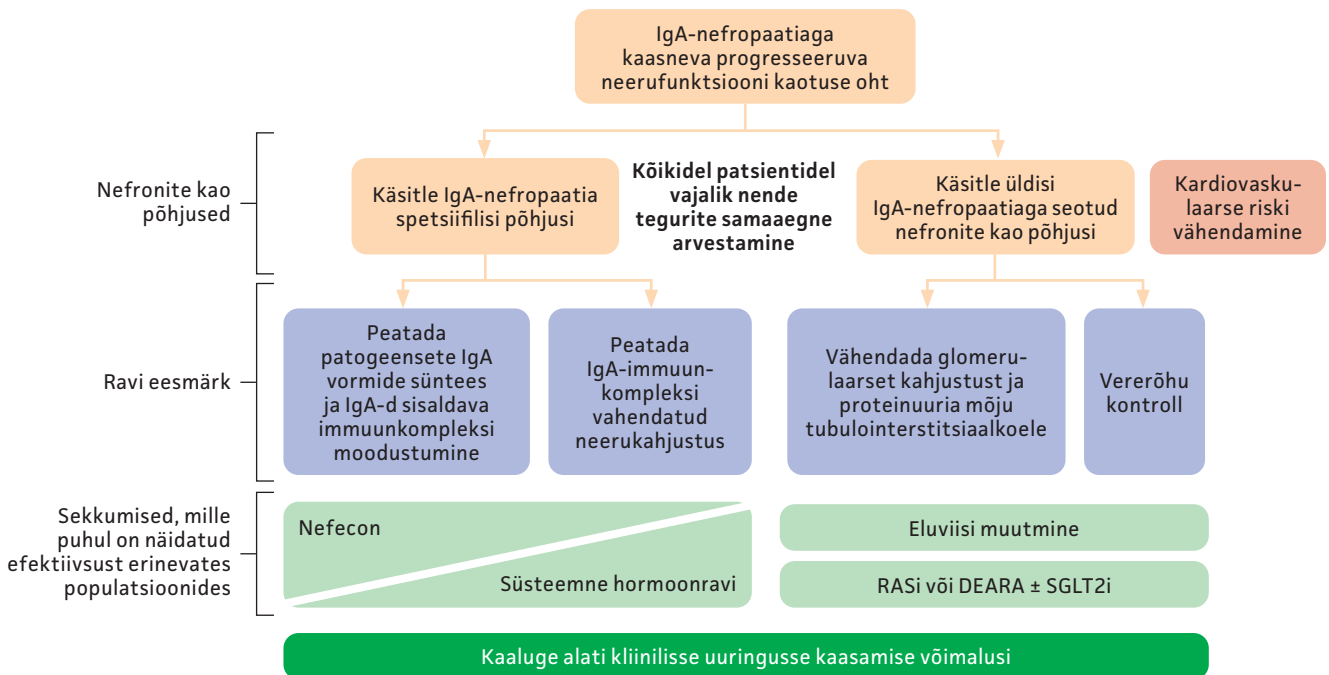 IgA-nefropaatiaga
kaasneva progresseeruva
neerufunktsiooni kaotuse oht
Nefronite kao
põhjused
Käsitle IgA-nefropaatia
spetsiifilisi põhjusi
Kõikidel patsientidel
vajalik nende
tegurite samaaegne
arvestamine
Käsitle üldisi
IgA-nefropaatiaga seotud
nefronite kao põhjusi
Kardiovasku-
laarse riski
vähendamine
Ravi eesmärk
Peatada
patogeensete IgA
vormide süntees
ja IgA-d sisaldava
immuunkompleksi
moodustumine
Peatada
IgA-immuun-
kompleksi
vahendatud
neerukahjustus
Vähendada glomeru-
laarset kahjustust ja
proteinuuria mõju
tubulointerstitsiaalkoele
Vererõhu
kontroll
Sekkumised, mille
puhul on näidatud
efektiivsust erinevates
populatsioonides
Nefecon
Süsteemne hormoonravi
Eluviisi muutmine
RASi või DEARA ± SGLT2i
Kaaluge alati kliinilisse uuringusse kaasamise võimalusi